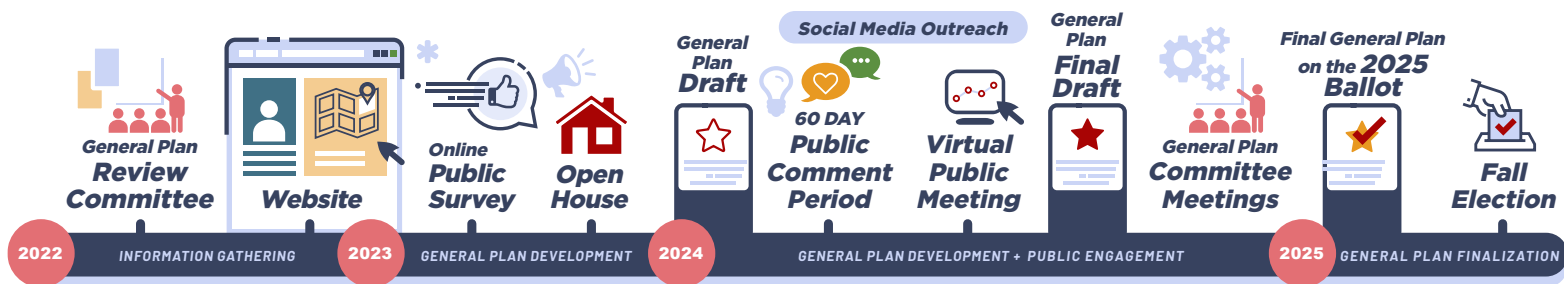 General Plan
Review
Committee
Website
Online
Public
Survey
Open
House
General
Plan
Draft
Social Media Outreach
60 DAY
Public
Comment
Period
Virtual
Public
Meeting
General
Plan
Final
Draft
General Plan
Committee
Meetings
Final General Plan
on the 2025
Ballot
Fall
Election
2022
INFORMATION GATHERING
2023
GENERAL PLAN DEVELOPMENT
2024
GENERAL PLAN DEVELOPMENT + PUBLIC ENGAGEMENT
2025
GENERAL PLAN FINALIZATION